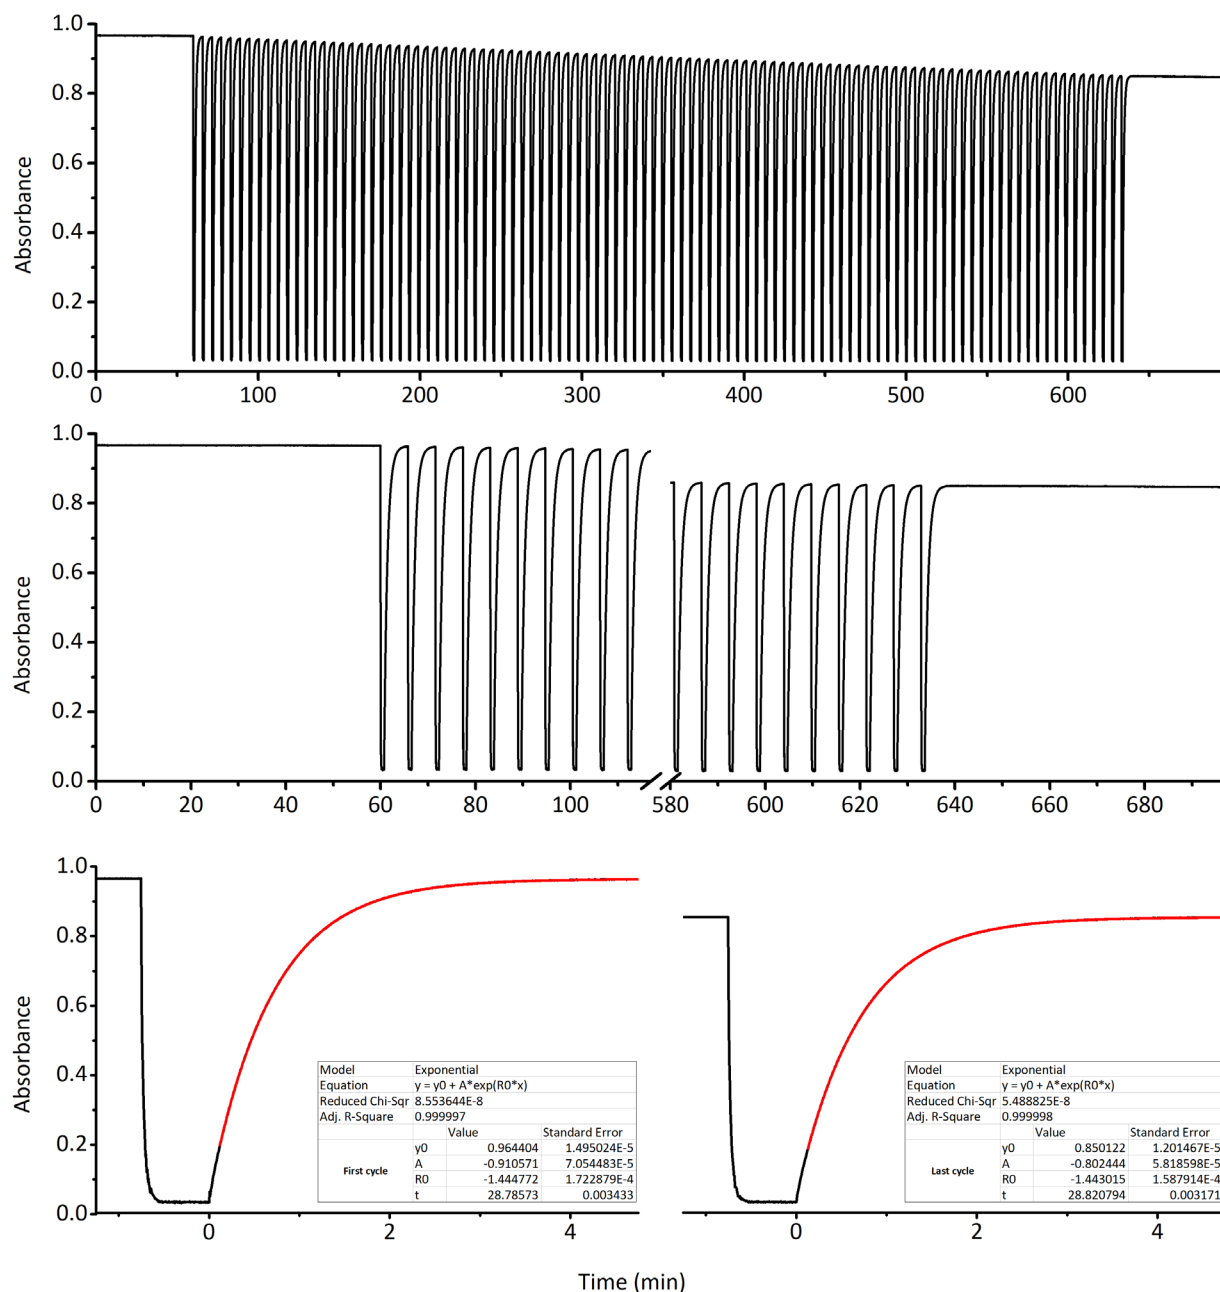 1.0
0.8
0.6
0.4
0.2
0.0
Absorbance
0 100 200 300 400 500 600
1.0
0.8
0.6
0.4
0.2
0.0
Absorbance
0 20 40 60 80 100 580 600 620 640 660 680
1.0
0.8
0.6
0.4
0.2
0.0
Absorbance
Model Exponential
Equation y = y0 + A*exp(R0*x)
Reduced Chi-Sqr 8.553644E-8
Adj. R-Square 0.999997
Value Standard Error
First cycle
y0 0.964404 1.495024E-5
A -0.910571 7.054483E-5
R0 -1.444772 1.722879E-4
t 28.78573 0.003433
0 2 4
Model Exponential
Equation y = y0 + A*exp(R0*x)
Reduced Chi-Sqr 5.488825E-8
Adj. R-Square 0.999998
Value Standard Error
Last cycle
y0 0.850122 1.201467E-5
A -0.802444 5.818598E-5
R0 -1.443015 1.587914E-4
t 28.820794 0.003171
0 2 4
Time (min)